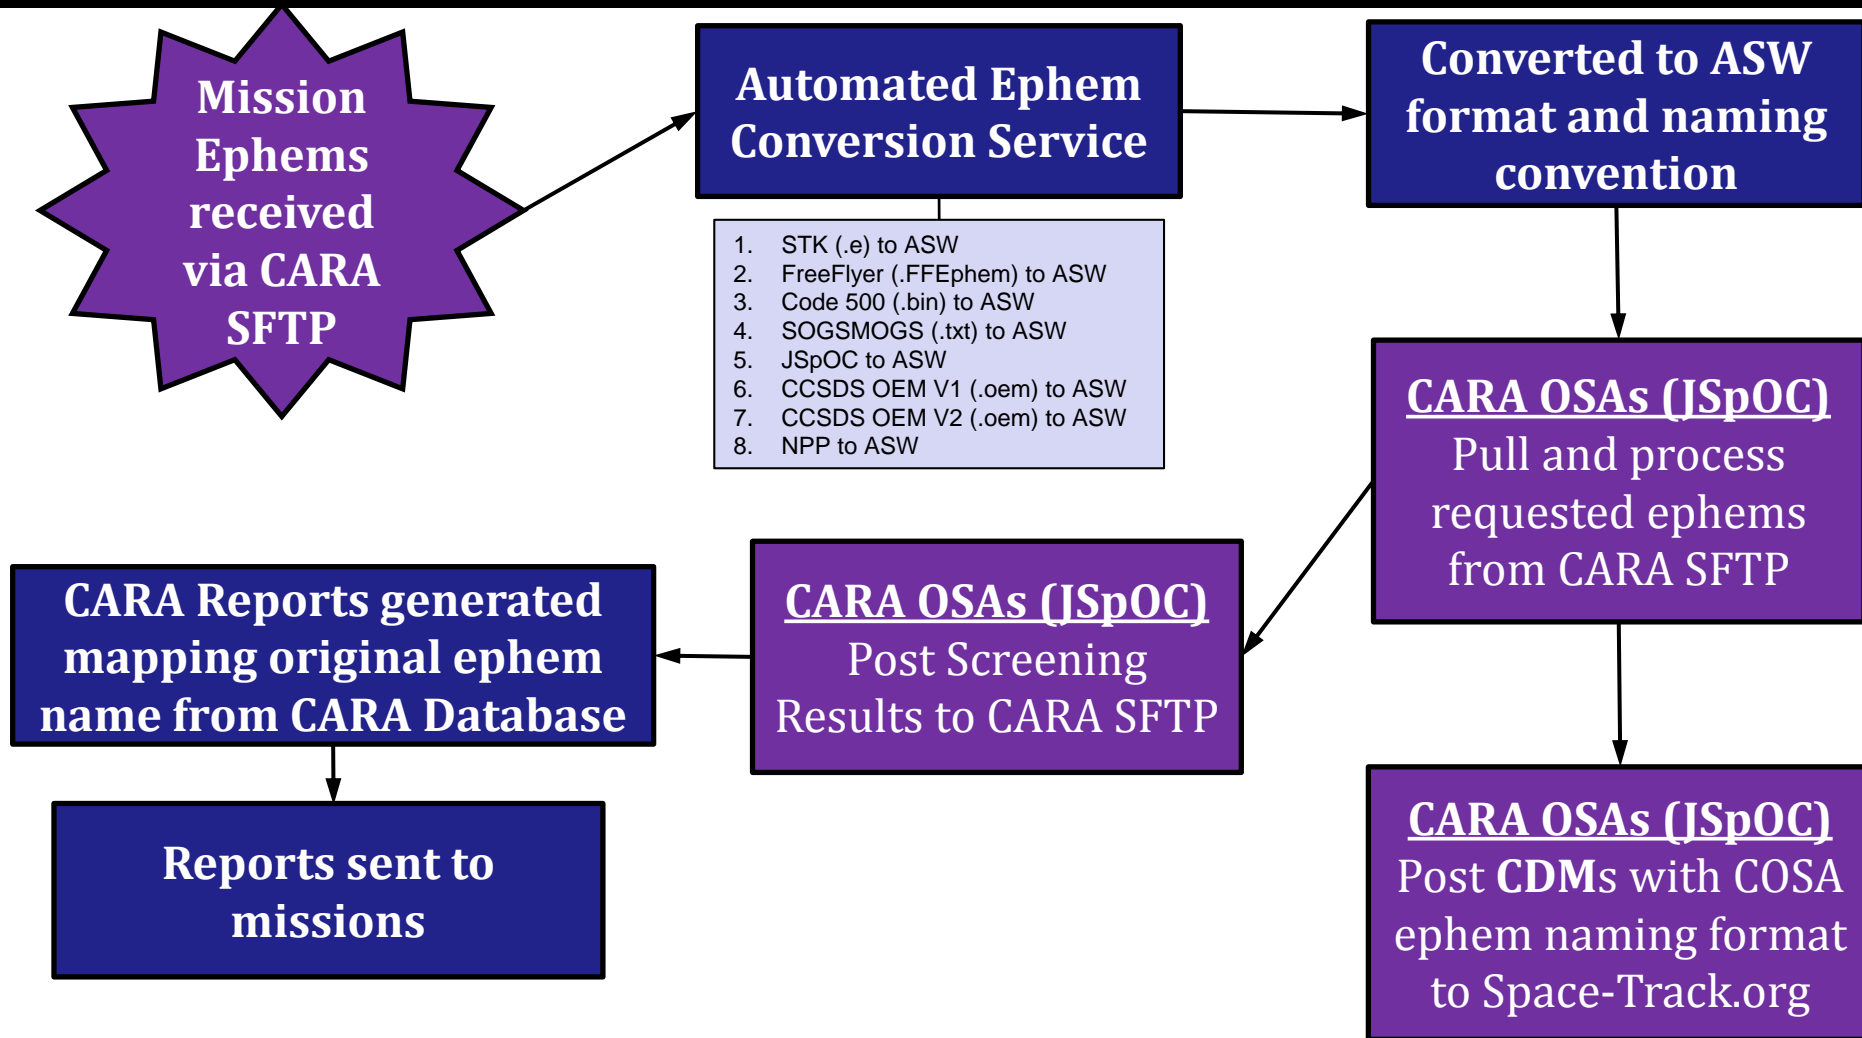 Mission
Ephems
received
via CARA
SFTP
Automated Ephem
Conversion Service
1. STK (.e) to ASW
2. FreeFlyer (.FFEphem) to ASW
3. Code 500 (.bin) to ASW
4. SOGSMOGS (.txt) to ASW
5. JSpOC to ASW
6. CCSDS OEM V1 (.oem) to ASW
7. CCSDS OEM V2 (.oem) to ASW
8. NPP to ASW
Converted to ASW
format and naming
convention
CARA OSAs (JSpOC)
Pull and process
requested ephems
from CARA SFTP
CARA OSAs (JSpOC)
Post Screening
Results to CARA SFTP
CARA Reports generated
mapping original ephem
name from CARA Database
Reports sent to
missions
CARA OSAs (JSpOC)
Post CDMs with COSA
ephem naming format
to Space-Track.org